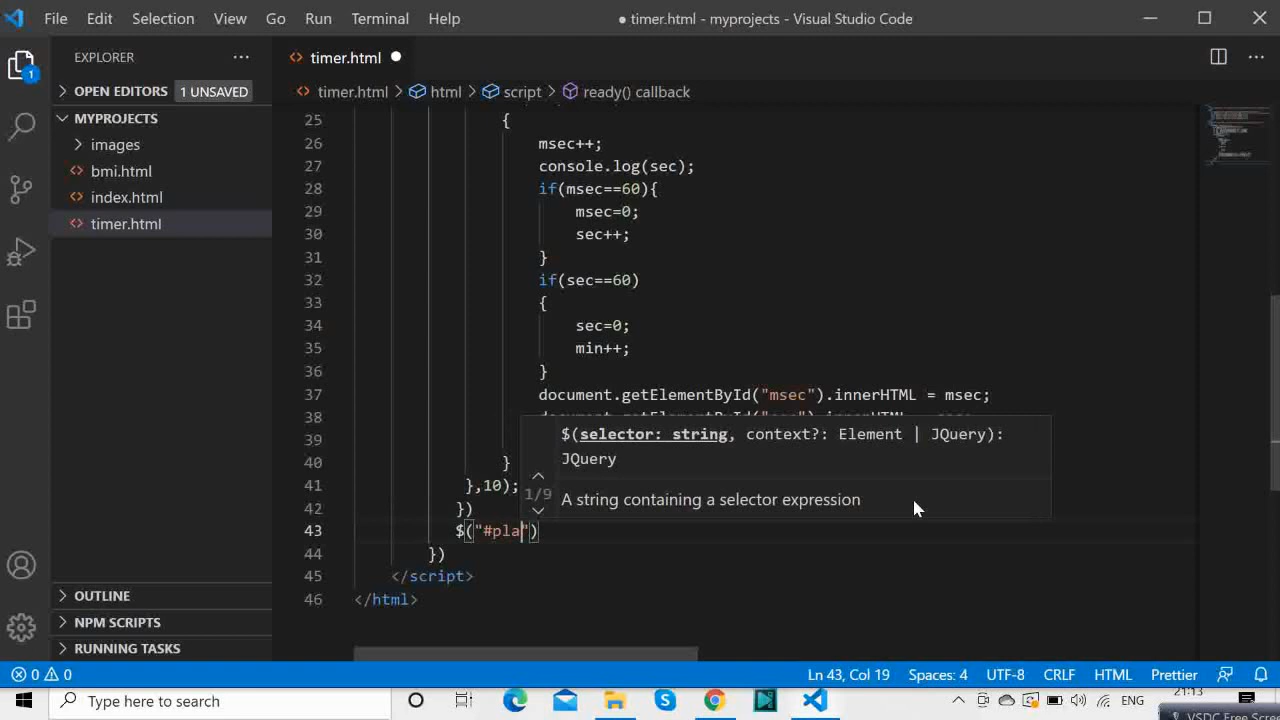 File Edit Selection View Go Run Terminal Help
● timer.html - myprojects - Visual Studio Code
EXPLORER
timer.html
OPEN EDITORS 1 UNSAVED
timer.html > html > script > ready() callback
MYPROJECTS
images
bmi.html
index.html
timer.html
1
25 {
26 msec++;
27 console.log(sec);
28 if(msec==60){
29 msec=0;
30 sec++;
31 }
32 if(sec==60)
33 {
34 sec=0;
35 min++;
36 }
37 document.getElementById("msec").innerHTML = msec;
38
39
$(selector: string, context?: Element | JQuery):
JQuery
1/9
A string containing a selector expression
40 }
41 },10);
42 })
43 $("#pla")
44 })
45 </script>
46 </html>
OUTLINE
NPM SCRIPTS
RUNNING TASKS
0 0
Ln 43, Col 19 Spaces: 4 UTF-8 CRLF HTML Prettier
Type here to search
ENG
21:13